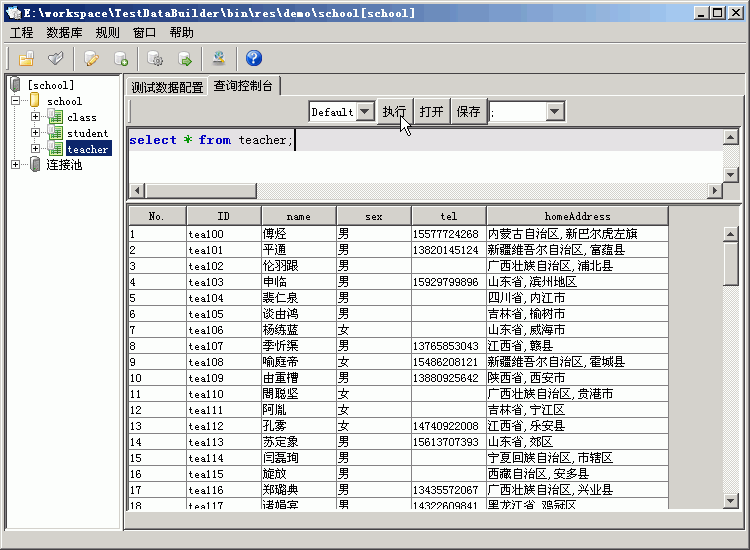 E:\workspace\TestDataBuilder\bin\res\demo\school[school]
工程 数据库 规则 窗口 帮助
[school]
school
class
student
teacher
连接池
测试数据配置 查询控制台
Default 执行 打开 保存 ;
select * from teacher;
No. ID name sex tel homeAddress
1 tea100 傅烃 男 15577724268 内蒙古自治区,新巴尔虎左旗
2 tea101 平通 男 13820145124 新疆维吾尔自治区,富蕴县
3 tea102 伦羽跟 男 广西壮族自治区,浦北县
4 tea103 申临 男 15929799896 山东省,滨州地区
5 tea104 裴仁泉 男 四川省,内江市
6 tea105 谈由鸿 男 吉林省,榆树市
7 tea106 杨练蓝 女 山东省,威海市
8 tea107 季忻渠 男 13765853043 江西省,赣县
9 tea108 喻庭帝 女 15486208121 新疆维吾尔自治区,霍城县
10 tea109 由重槽 男 13880925642 陕西省,西安市
11 tea110 閤聪坚 女 广西壮族自治区,贵港市
12 tea111 阿胤 女 吉林省,宁江区
13 tea112 孔雾 女 14740922008 江西省,乐安县
14 tea113 苏定象 男 15613707393 山东省,郊区
15 tea114 闫磊珣 男 宁夏回族自治区,市辖区
16 tea115 旋放 男 西藏自治区,安多县
17 tea116 郑璐典 男 13435572067 广西壮族自治区,兴业县
18 tea117 诸娟宾 男 14322609841 黑龙江省,鸡冠区